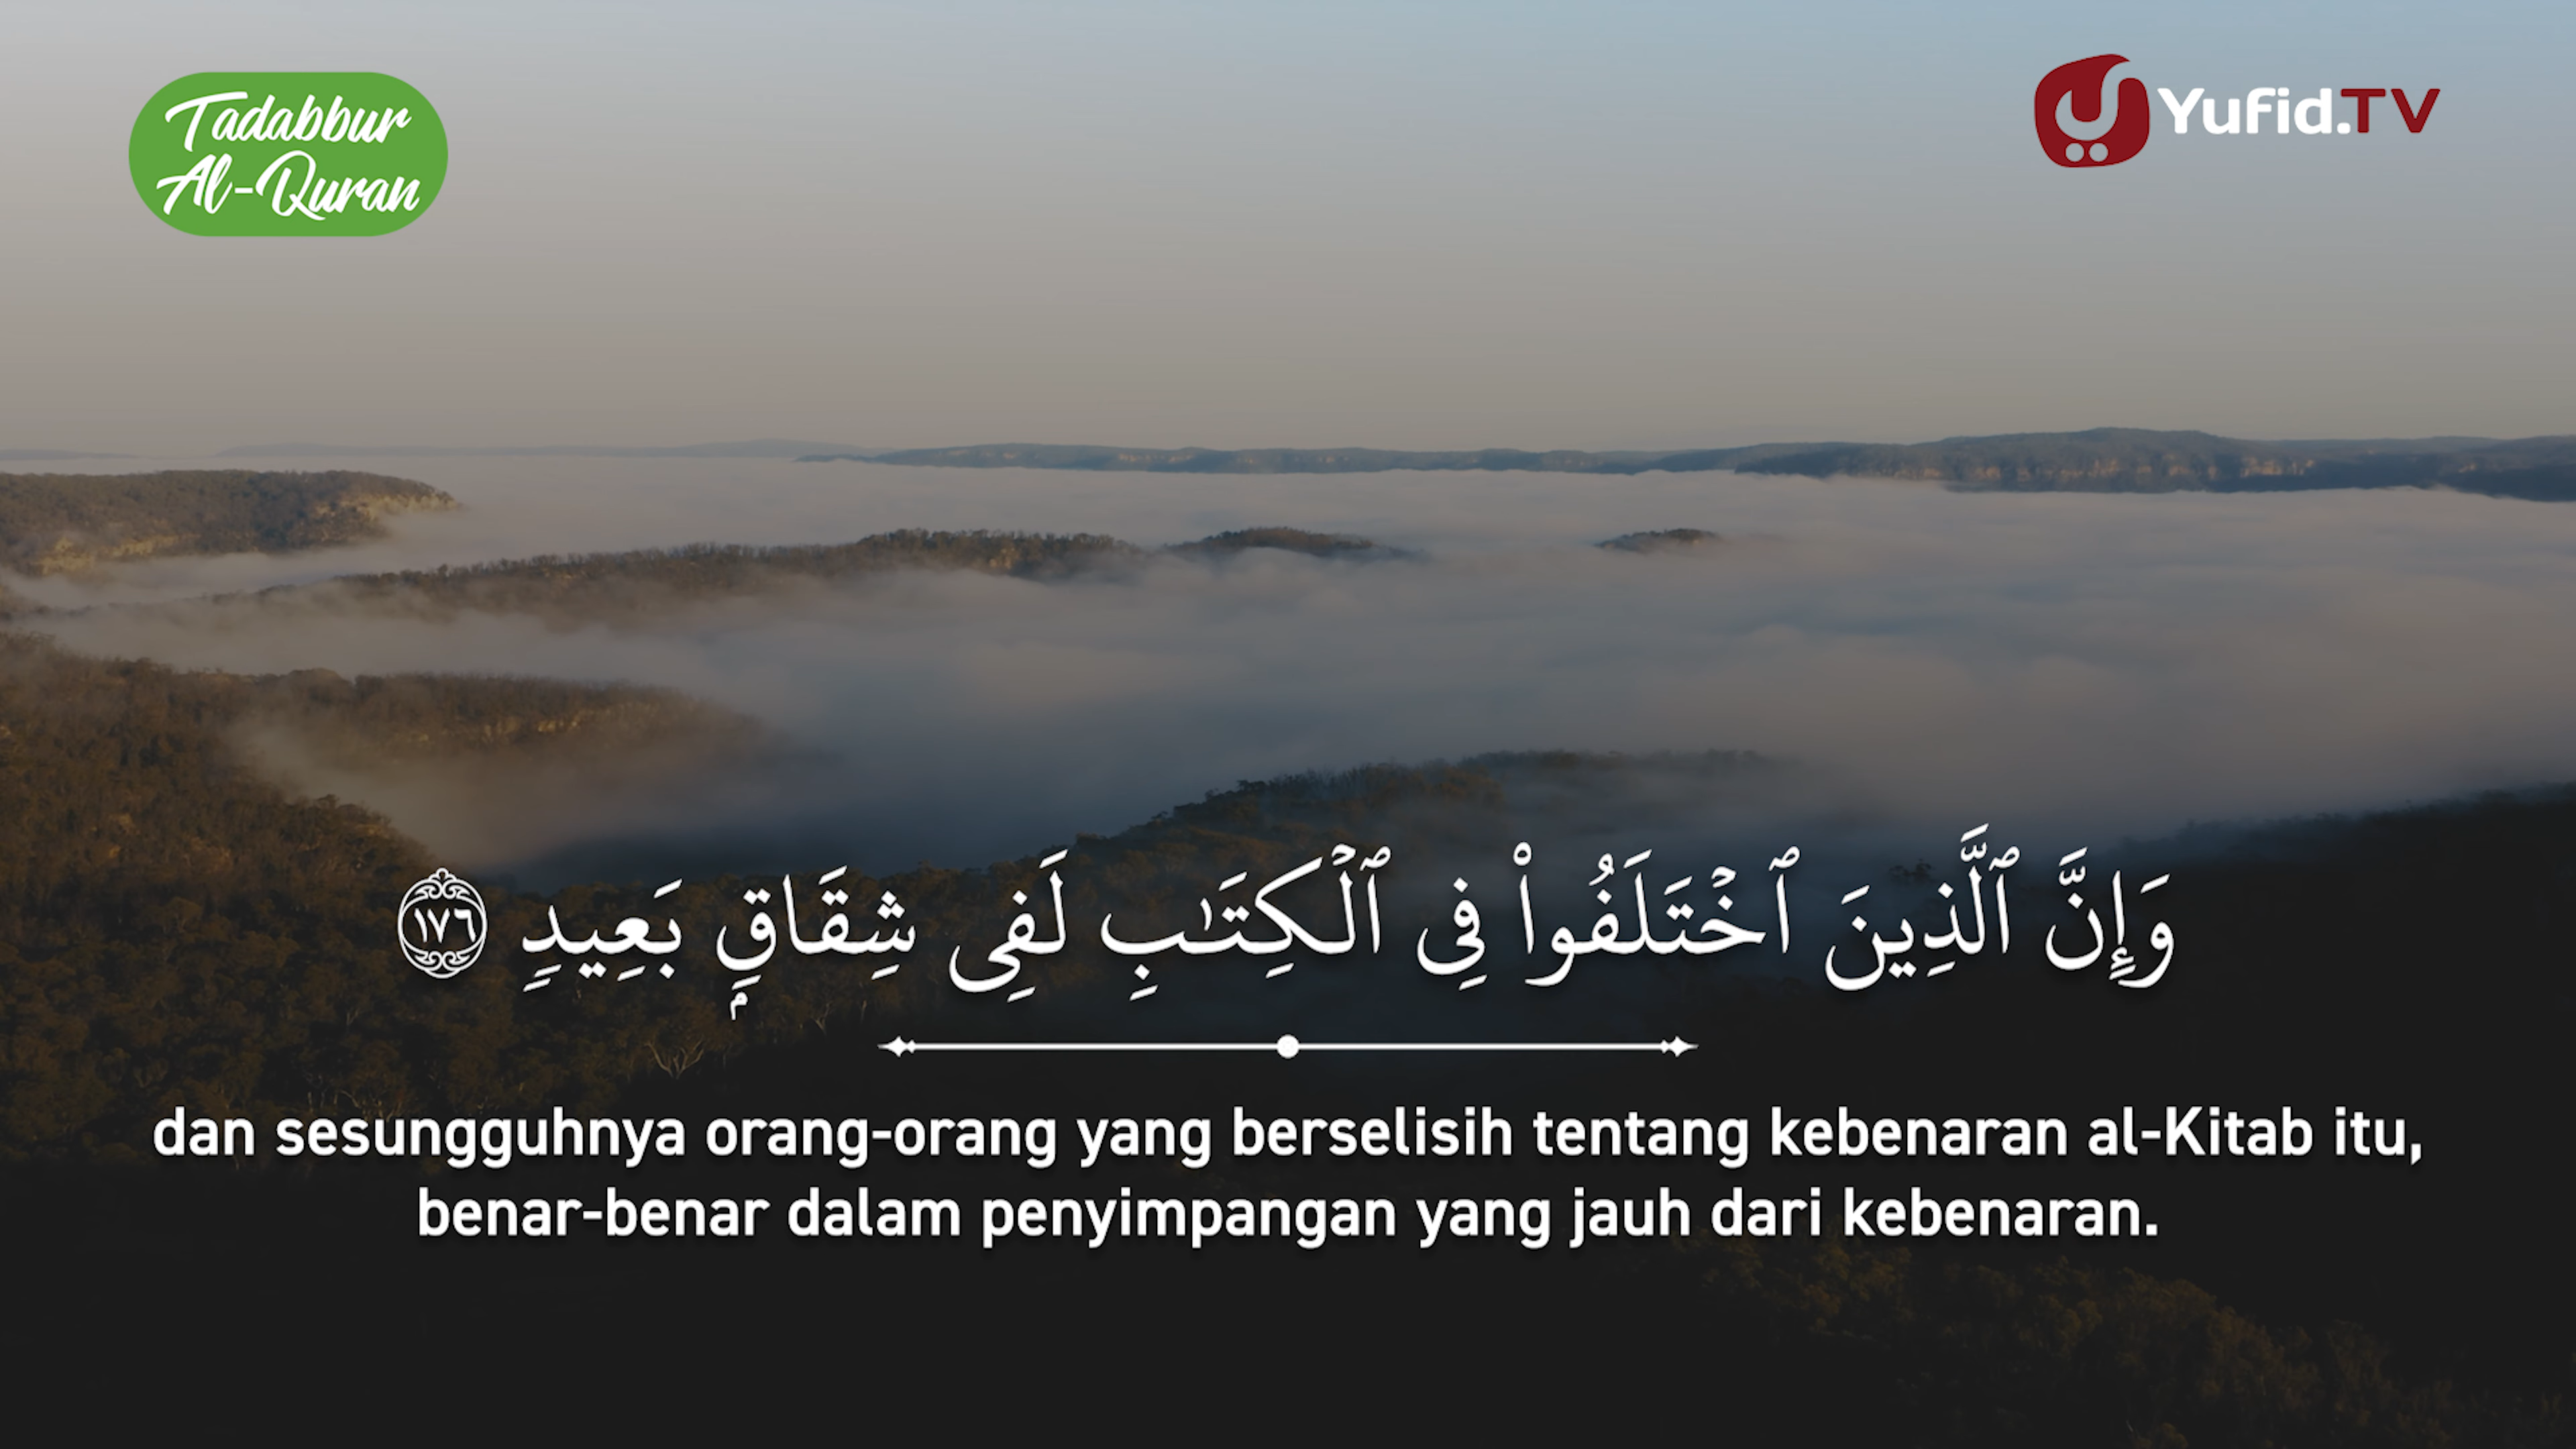 Tadabbur
Al-Quran
Yufid.TV
وَإِنَّ ٱلَّذِينَ ٱخْتَلَفُوا۟ فِى ٱلْكِتَـٰبِ لَفِى شِقَاقٍۭ بَعِيدٍ ١٧٦
dan sesungguhnya orang-orang yang berselisih tentang kebenaran al-Kitab itu,
benar-benar dalam penyimpangan yang jauh dari kebenaran.